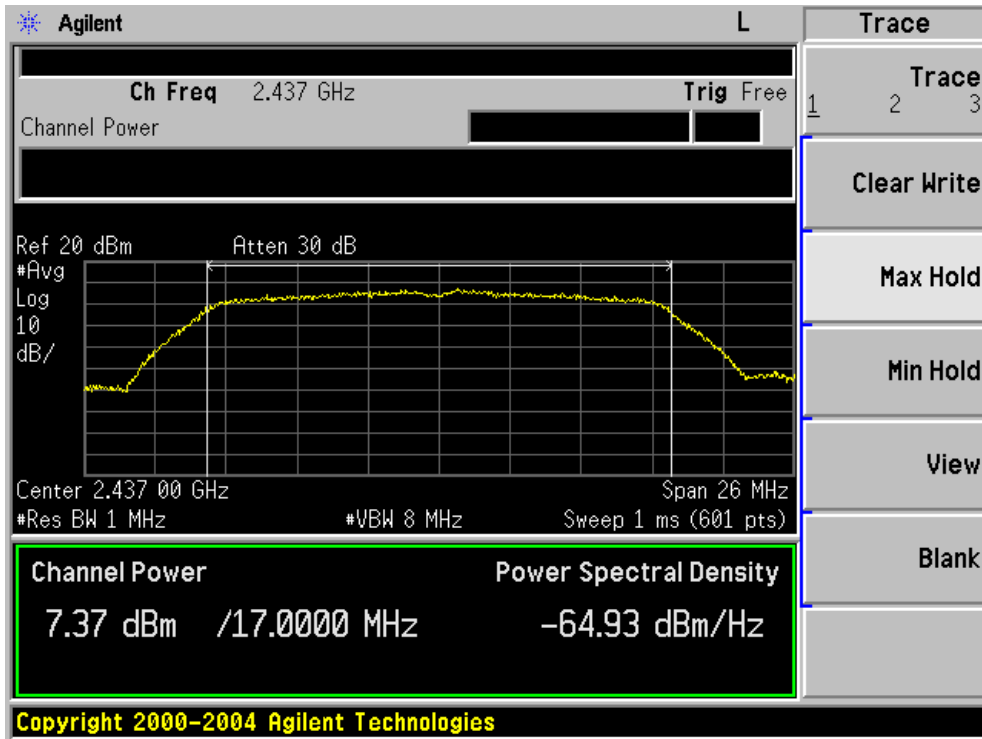 Agilent L Trace
Ch Freq 2.437 GHz Trig Free
Channel Power
Trace
1 2 3
Clear Write
Max Hold
Min Hold
View
Blank
Ref 20 dBm Atten 30 dB
#Avg
Log
10
dB/
Center 2.437 00 GHz Span 26 MHz
#Res BW 1 MHz #VBW 8 MHz Sweep 1 ms (601 pts)
Channel Power Power Spectral Density
7.37 dBm /17.0000 MHz -64.93 dBm/Hz
Copyright 2000-2004 Agilent Technologies